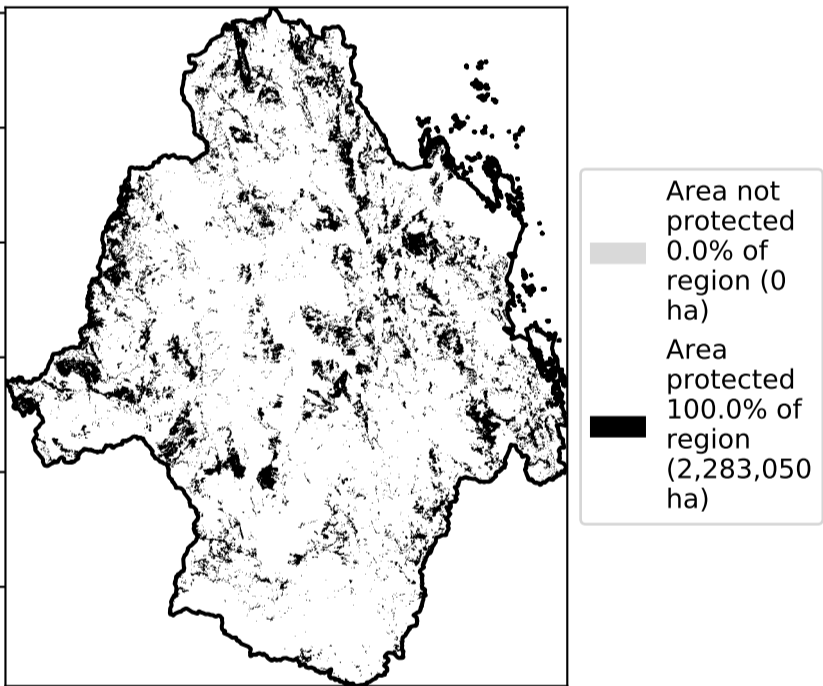 Area not
protected
0.0% of
region (0
ha)
Area
protected
100.0% of
region
(2,283,050
ha)